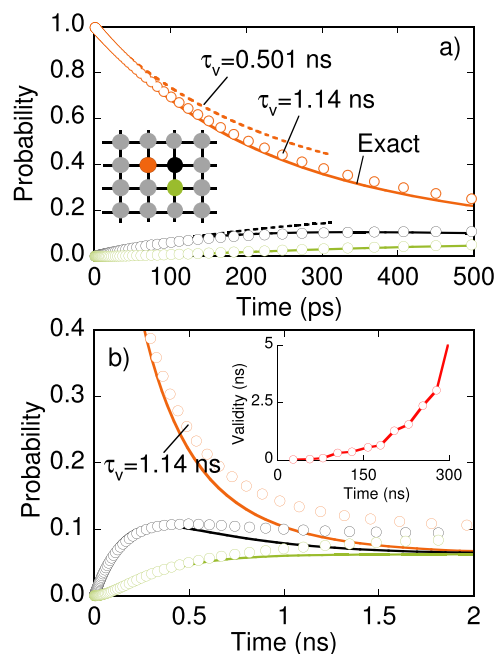 1.0
a)
τv=0.501 ns
0.8
τv=1.14 ns
0.6
Exact
Probability
0.4
0.2
0.0
0 100 200 300 400 500
Time (ps)
0.4
b)
5
0.3
Validity (ns)
2.5
0
0 150 300
Time (ns)
τv=1.14 ns
0.2
Probability
0.1
0.0
0 0.5 1 1.5 2
Time (ns)